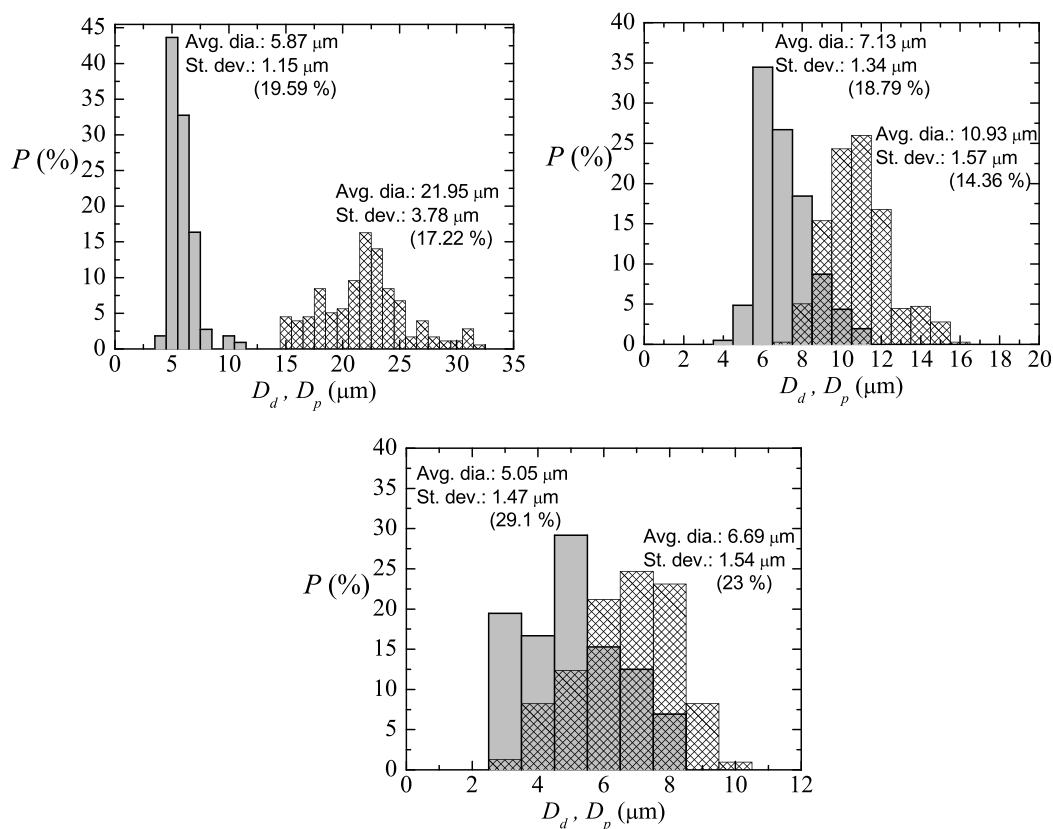 45
40
35
30
25
20
15
10
5
0
P (%)
Avg. dia.: 5.87 μm
St. dev.: 1.15 μm
(19.59 %)
Avg. dia.: 21.95 μm
St. dev.: 3.78 μm
(17.22 %)
0 5 10 15 20 25 30 35
D_d , D_p (μm)
40
35
30
25
20
15
10
5
0
P (%)
Avg. dia.: 7.13 μm
St. dev.: 1.34 μm
(18.79 %)
Avg. dia.: 10.93 μm
St. dev.: 1.57 μm
(14.36 %)
0 2 4 6 8 10 12 14 16 18 20
D_d , D_p (μm)
40
35
30
25
20
15
10
5
0
P (%)
Avg. dia.: 5.05 μm
St. dev.: 1.47 μm
(29.1 %)
Avg. dia.: 6.69 μm
St. dev.: 1.54 μm
(23 %)
0 2 4 6 8 10 12
D_d , D_p (μm)